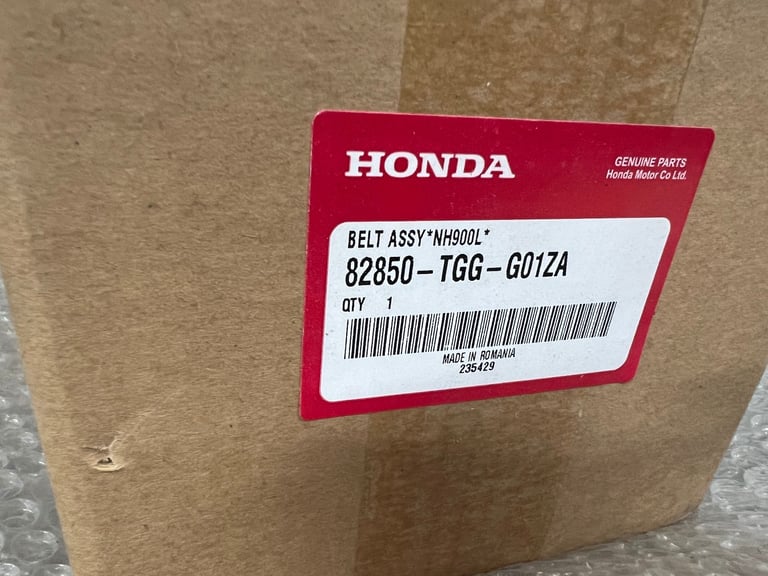 HONDA
GENUINE PARTS
Honda Motor Co Ltd.
BELT ASSY*NH900L*
82850-TGG-G01ZA
QTY 1
MADE IN ROMANIA
235429